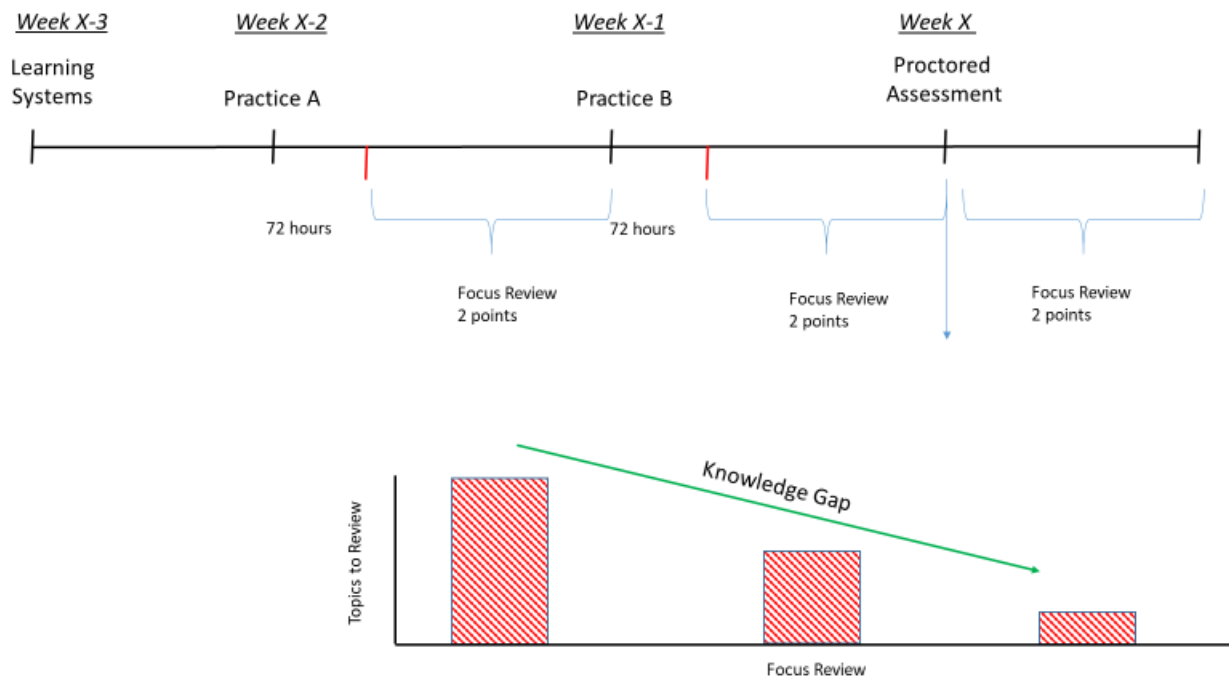 Week X-3
Week X-2
Week X-1
Week X
Learning
Systems
Practice A
Practice B
Proctored
Assessment
72 hours
72 hours
Focus Review
2 points
Focus Review
2 points
Focus Review
2 points
Knowledge Gap
Topics to Review
Focus Review